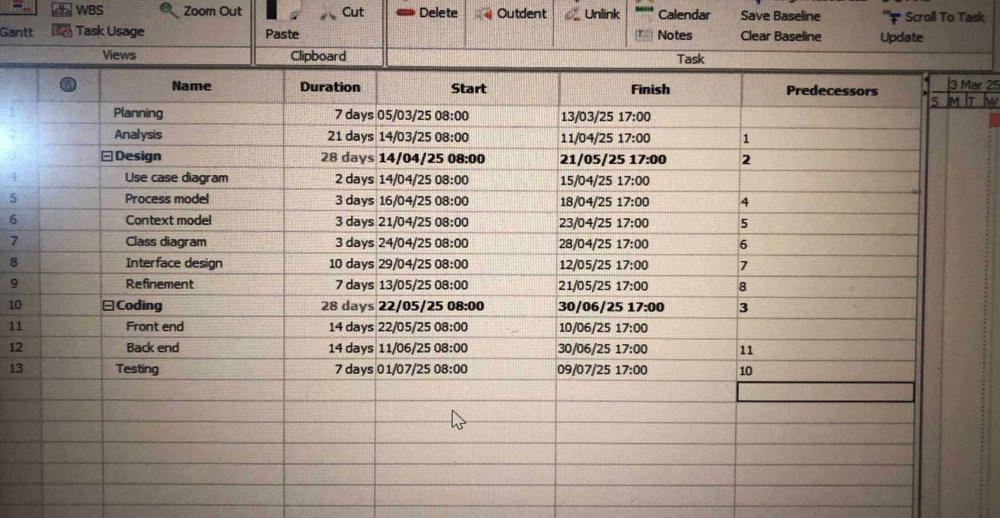 WBS Zoom Out Cut Delete Outdent Unlink Calendar Save Baseline Scroll To Task
Gantt Task Usage Paste Notes Clear Baseline Update
Views Clipboard Task
Name Duration Start Finish Predecessors 3 Mar 25
S M T W
1 Planning 7 days 05/03/25 08:00 13/03/25 17:00
2 Analysis 21 days 14/03/25 08:00 11/04/25 17:00 1
3 Design 28 days 14/04/25 08:00 21/05/25 17:00 2
4 Use case diagram 2 days 14/04/25 08:00 15/04/25 17:00
5 Process model 3 days 16/04/25 08:00 18/04/25 17:00 4
6 Context model 3 days 21/04/25 08:00 23/04/25 17:00 5
7 Class diagram 3 days 24/04/25 08:00 28/04/25 17:00 6
8 Interface design 10 days 29/04/25 08:00 12/05/25 17:00 7
9 Refinement 7 days 13/05/25 08:00 21/05/25 17:00 8
10 Coding 28 days 22/05/25 08:00 30/06/25 17:00 3
11 Front end 14 days 22/05/25 08:00 10/06/25 17:00
12 Back end 14 days 11/06/25 08:00 30/06/25 17:00 11
13 Testing 7 days 01/07/25 08:00 09/07/25 17:00 10